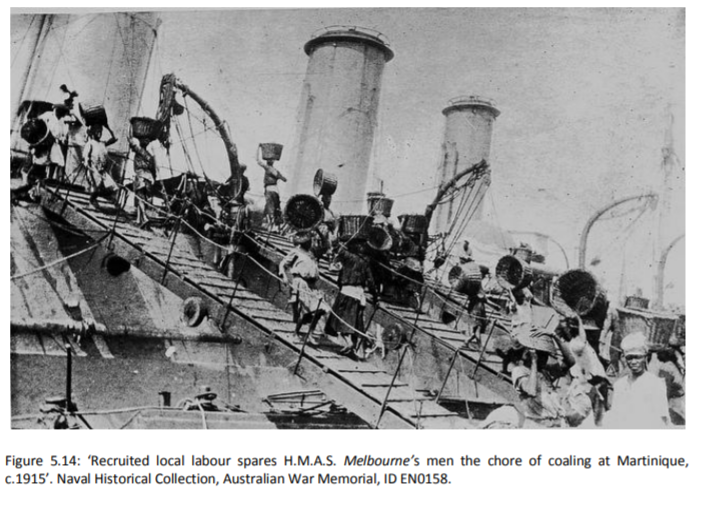 Figure 5.14: ‘Recruited local labour spares H.M.A.S. Melbourne’s men the chore of coaling at Martinique,
c.1915’. Naval Historical Collection, Australian War Memorial, ID EN0158.